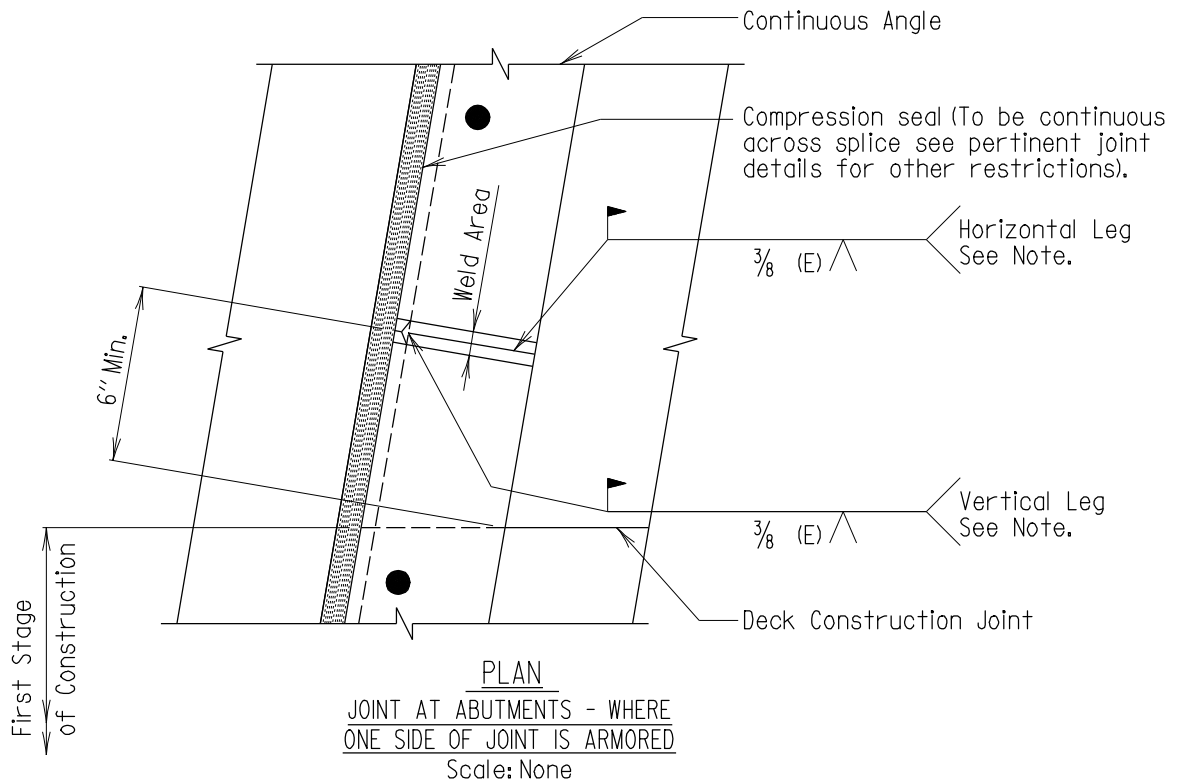 Continuous Angle
Compression seal (To be continuous
across splice see pertinent joint
details for other restrictions).
Weld Area
Horizontal Leg
See Note.
3/8 (E)
6" Min.
Vertical Leg
See Note.
3/8 (E)
First Stage
of Construction
Deck Construction Joint
PLAN
JOINT AT ABUTMENTS - WHERE
ONE SIDE OF JOINT IS ARMORED
Scale: None